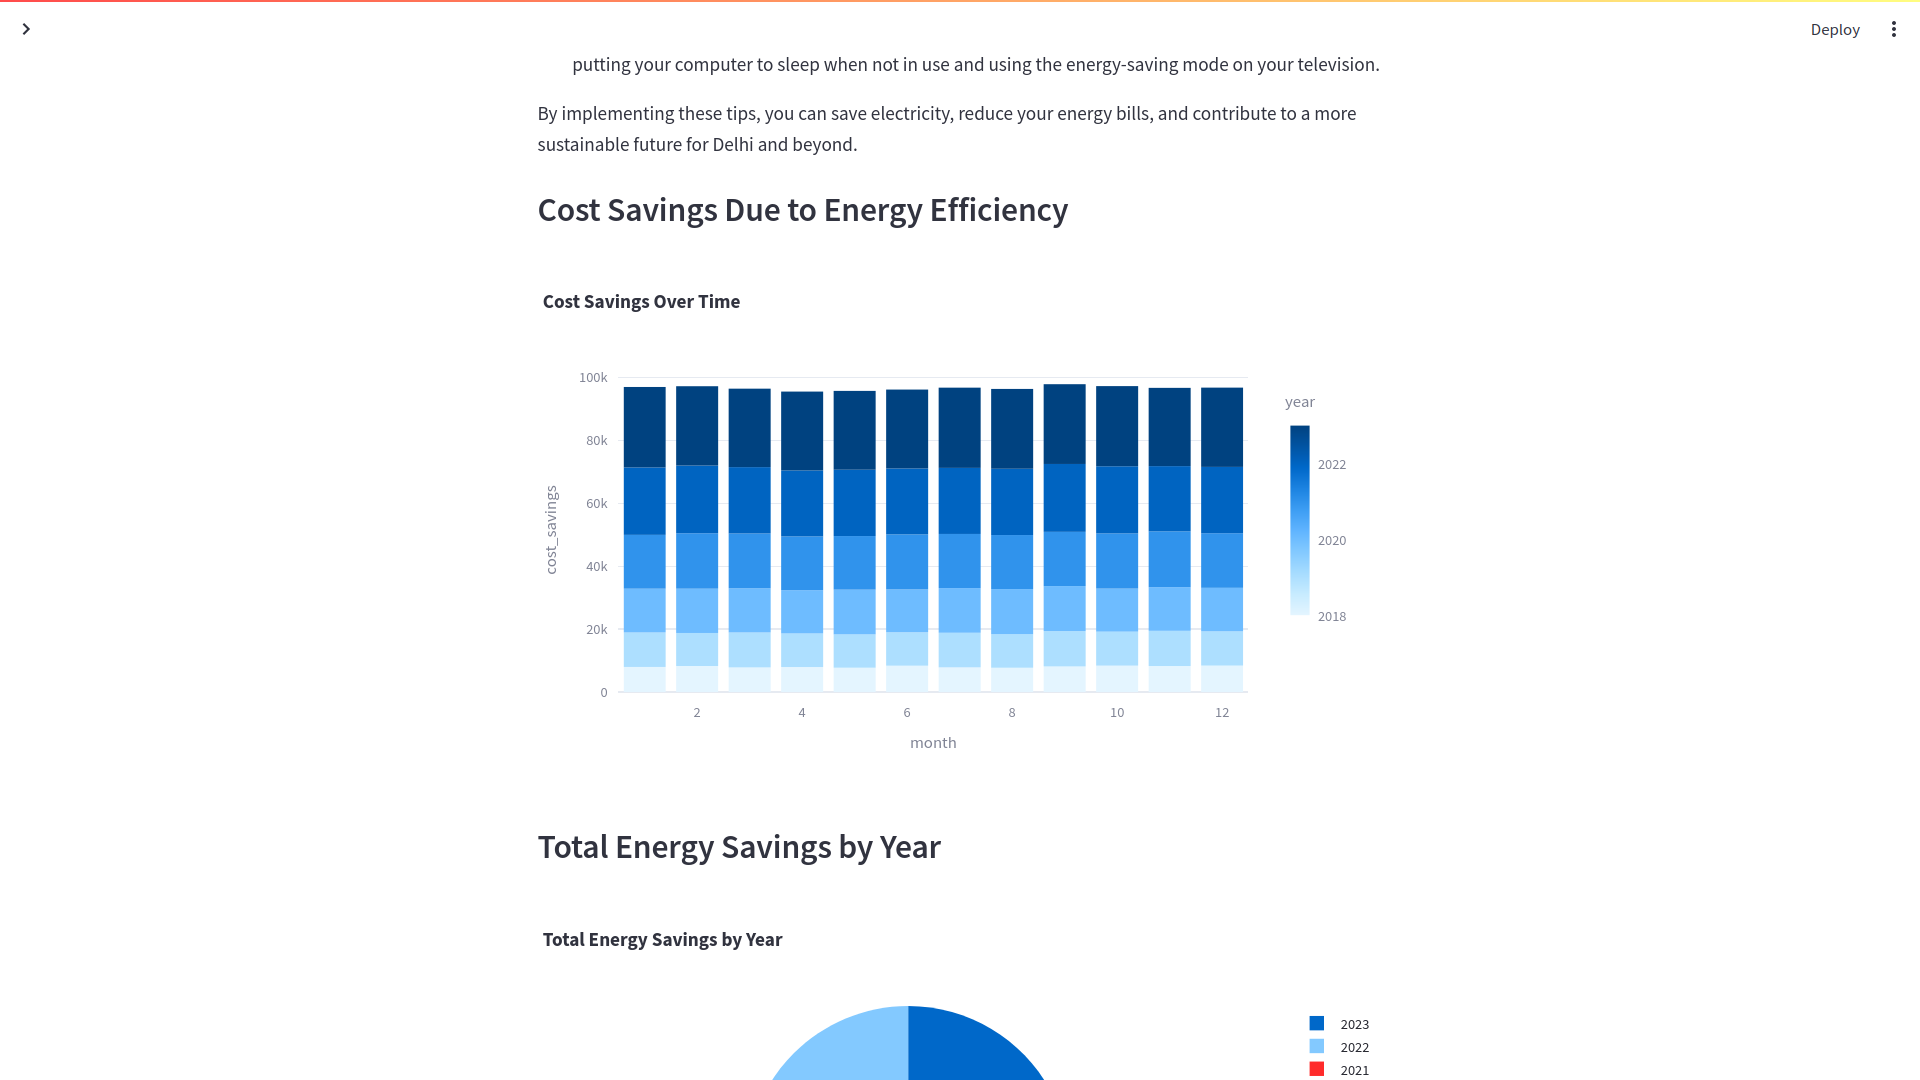 Deploy
putting your computer to sleep when not in use and using the energy-saving mode on your television.
By implementing these tips, you can save electricity, reduce your energy bills, and contribute to a more
sustainable future for Delhi and beyond.
Cost Savings Due to Energy Efficiency
Cost Savings Over Time
100k
80k
60k
40k
20k
0
cost_savings
2
4
6
8
10
12
month
year
2022
2020
2018
Total Energy Savings by Year
Total Energy Savings by Year
2023
2022
2021